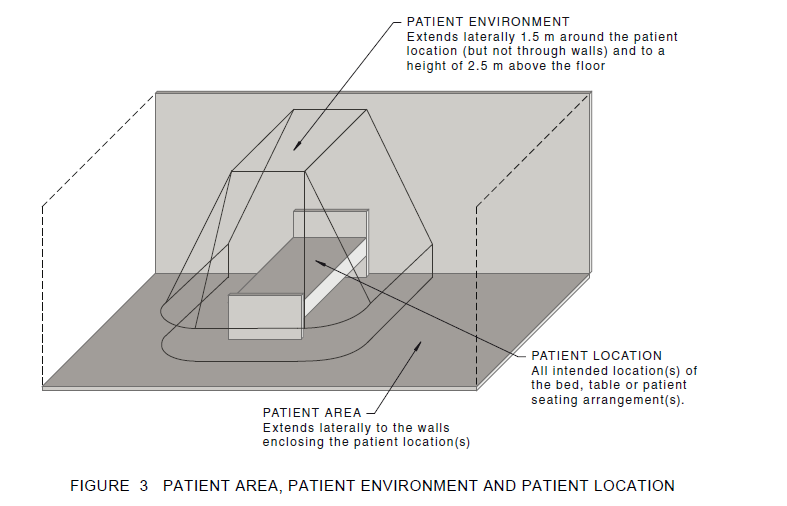 PATIENT ENVIRONMENT
Extends laterally 1.5 m around the patient
location (but not through walls) and to a
height of 2.5 m above the floor
PATIENT LOCATION
All intended location(s) of
the bed, table or patient
seating arrangement(s).
PATIENT AREA
Extends laterally to the walls
enclosing the patient location(s)
FIGURE 3 PATIENT AREA, PATIENT ENVIRONMENT AND PATIENT LOCATION